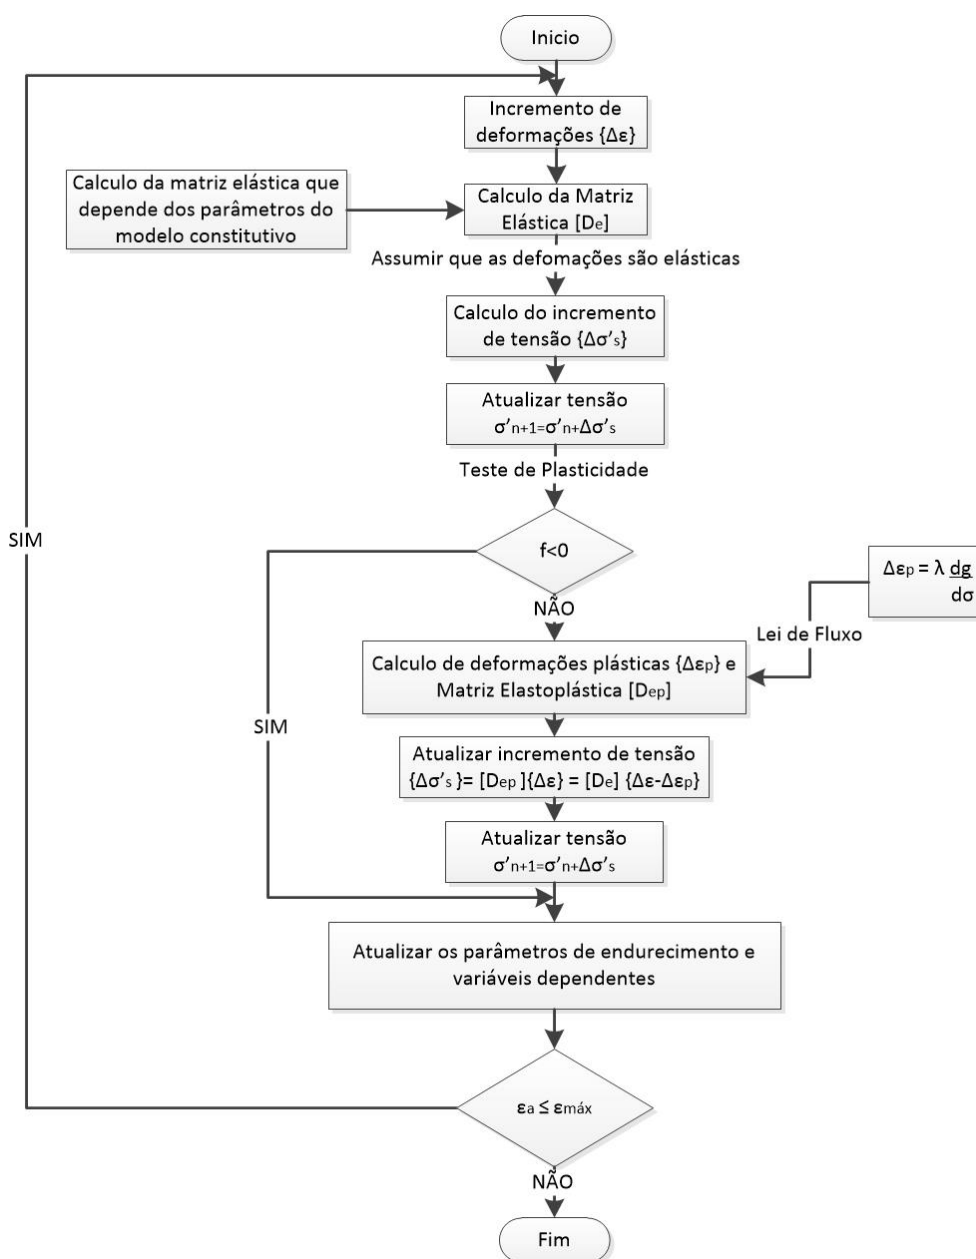 Inicio
Incremento de
deformações {Δε}
Calculo da matriz elástica que
depende dos parâmetros do
modelo constitutivo
Calculo da Matriz
Elástica [De]
Assumir que as defomações são elásticas
Calculo do incremento
de tensão {Δσ’s}
Atualizar tensão
σ’n+1=σ’n+Δσ’s
Teste de Plasticidade
SIM
f<0
Δεp = λ dg
dσ
NÃO
Lei de Fluxo
Calculo de deformações plásticas {Δεp} e
Matriz Elastoplástica [Dep]
SIM
Atualizar incremento de tensão
{Δσ’s }= [Dep ]{Δε} = [De] {Δε-Δεp}
Atualizar tensão
σ’n+1=σ’n+Δσ’s
Atualizar os parâmetros de endurecimento e
variáveis dependentes
εa ≤ εmáx
NÃO
Fim